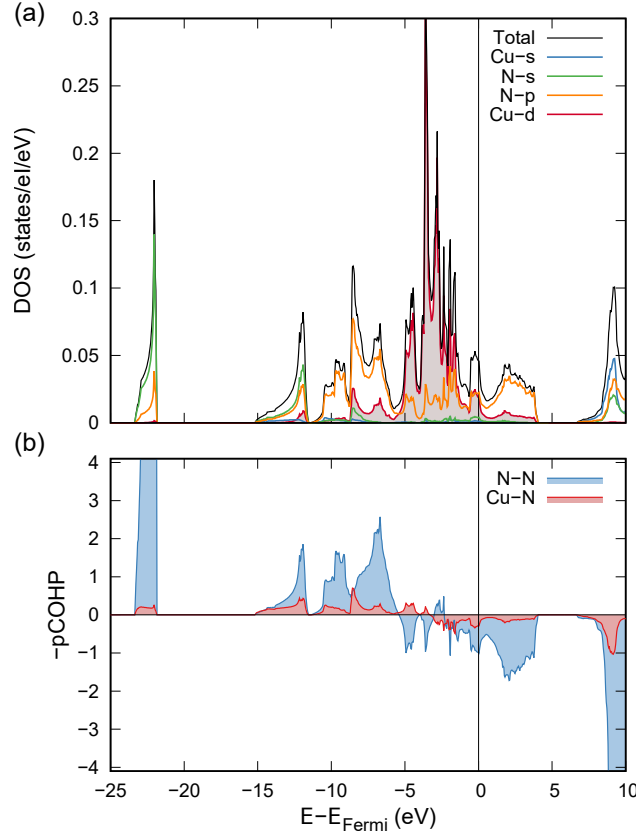 (a)
0.3
0.25
0.2
0.15
0.1
0.05
0
DOS (states/el/eV)
Total
Cu−s
N−s
N−p
Cu−d
(b)
4
3
2
1
0
−1
−2
−3
−4
−pCOHP
N−N
Cu−N
−25 −20 −15 −10 −5 0 5 10
E−E_Fermi (eV)